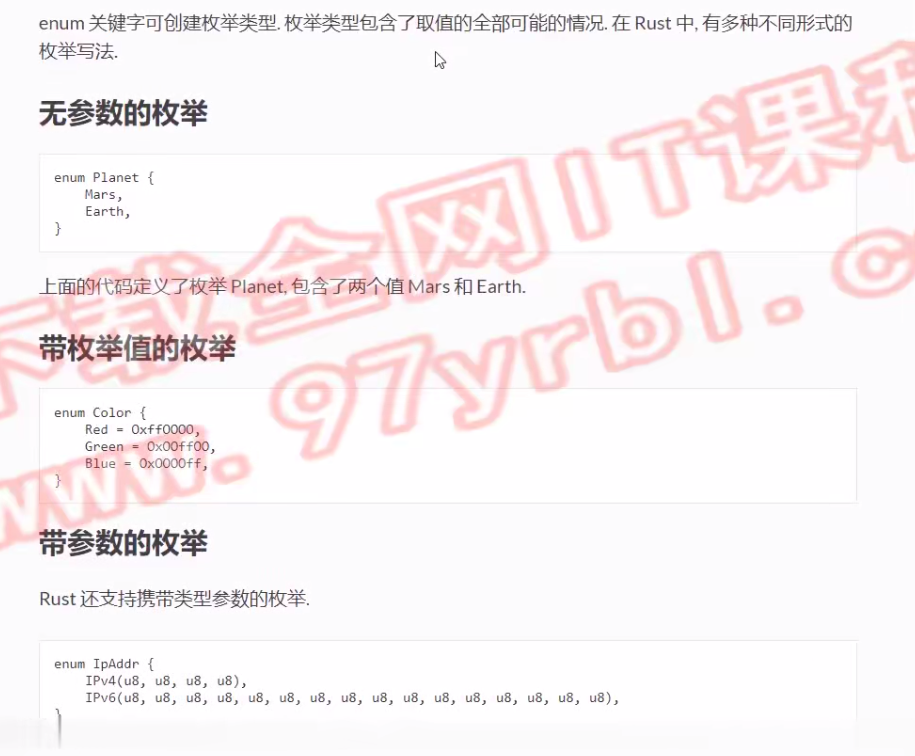 enum 关键字可创建枚举类型. 枚举类型包含了取值的全部可能的情况. 在 Rust 中, 有多种不同形式的
枚举写法.
无参数的枚举
enum Planet {
    Mars,
    Earth,
}
上面的代码定义了枚举 Planet, 包含了两个值 Mars 和 Earth.
带枚举值的枚举
enum Color {
    Red = 0xff0000,
    Green = 0x00ff00,
    Blue = 0x0000ff,
}
带参数的枚举
Rust 还支持携带类型参数的枚举.
enum IpAddr {
    IPv4(u8, u8, u8, u8),
    IPv6(u8, u8, u8, u8, u8, u8, u8, u8, u8, u8, u8, u8, u8, u8, u8, u8),
}
下载全网IT课程
www.97yrbl.c